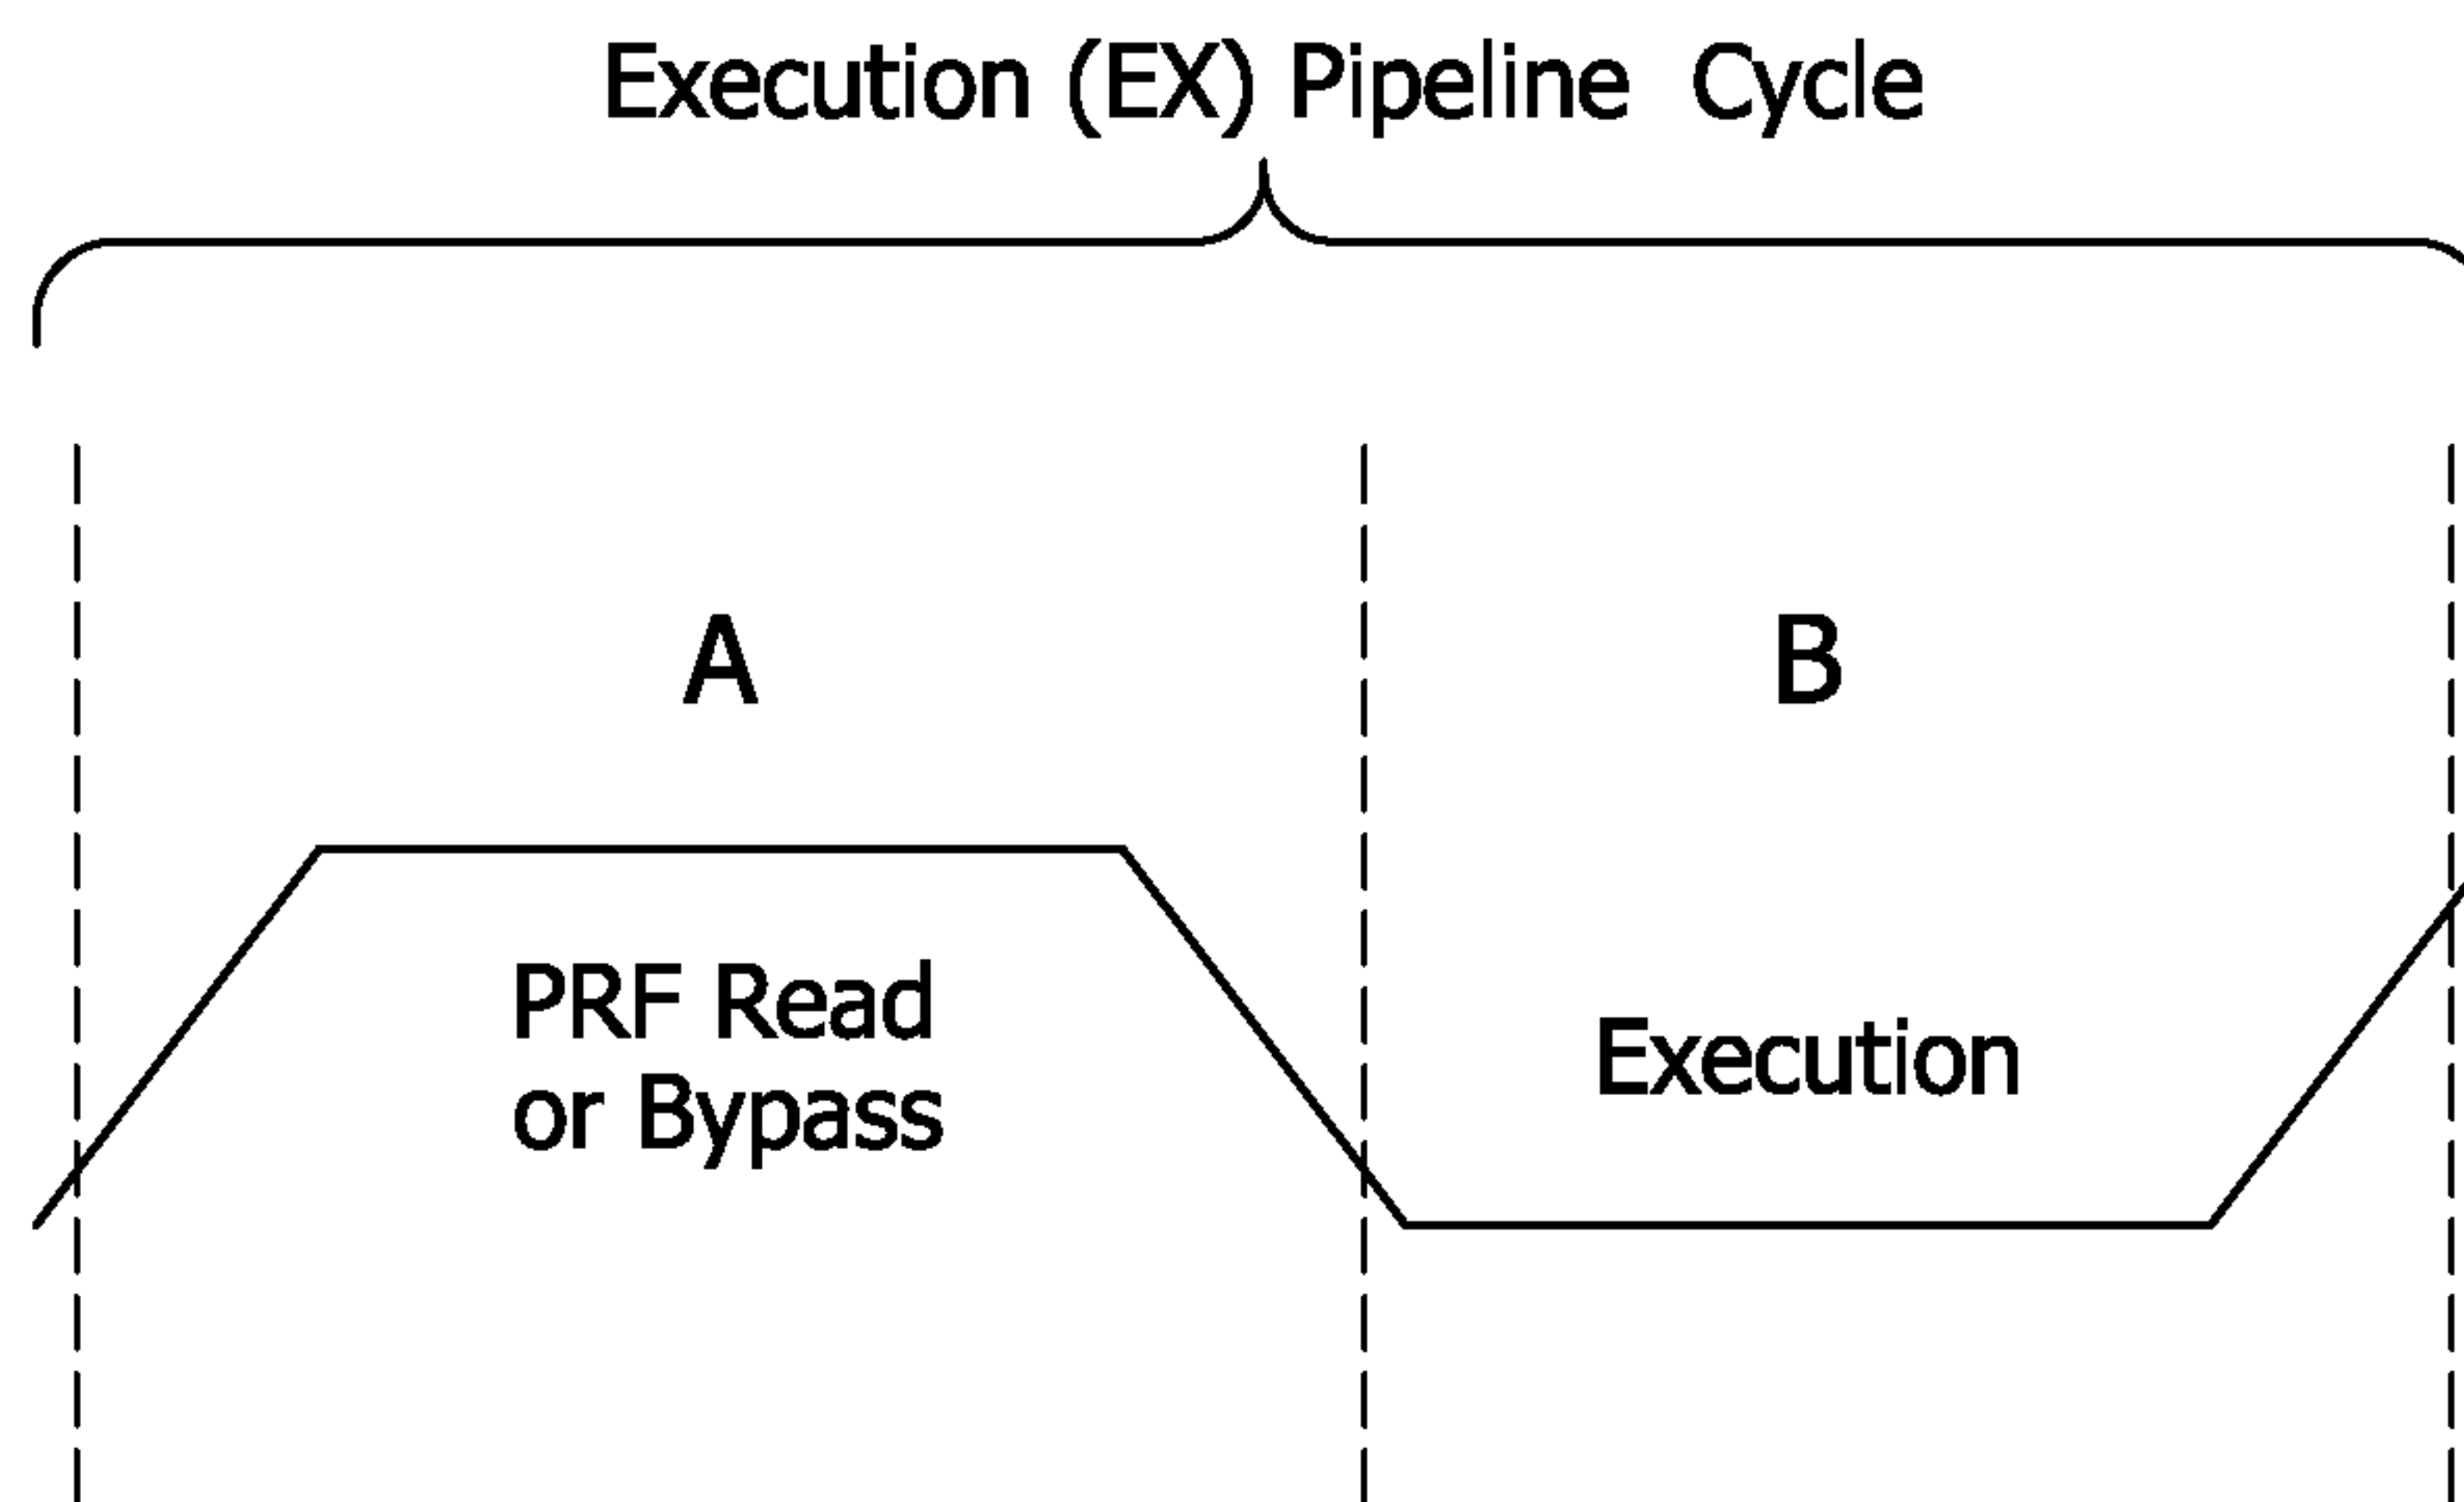 Execution (EX) Pipeline Cycle
A
B
PRF Read
or Bypass
Execution